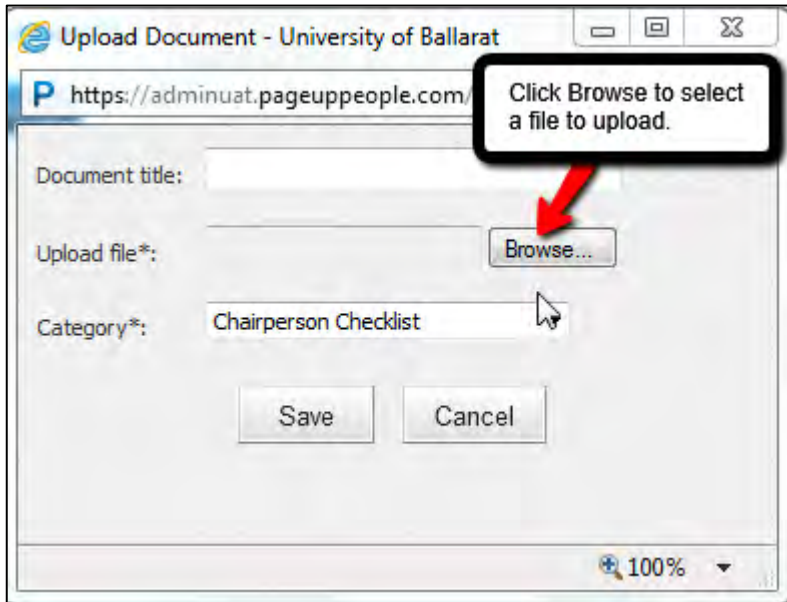 Upload Document - University of Ballarat
P https://adminuat.pageuppeople.com/
Click Browse to select
a file to upload.
Document title:
Upload file*:
Browse...
Category*:
Chairperson Checklist
Save
Cancel
100%